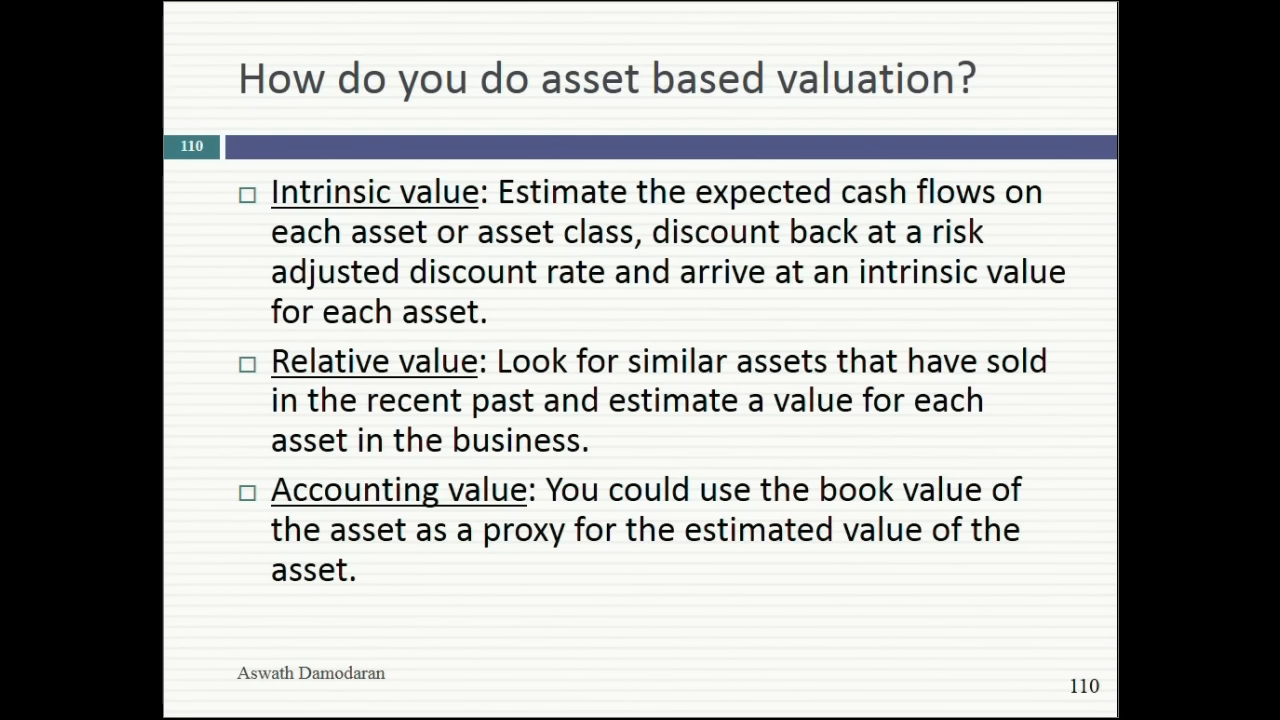 How do you do asset based valuation?
110
Intrinsic value: Estimate the expected cash flows on
each asset or asset class, discount back at a risk
adjusted discount rate and arrive at an intrinsic value
for each asset.
Relative value: Look for similar assets that have sold
in the recent past and estimate a value for each
asset in the business.
Accounting value: You could use the book value of
the asset as a proxy for the estimated value of the
asset.
Aswath Damodaran
110